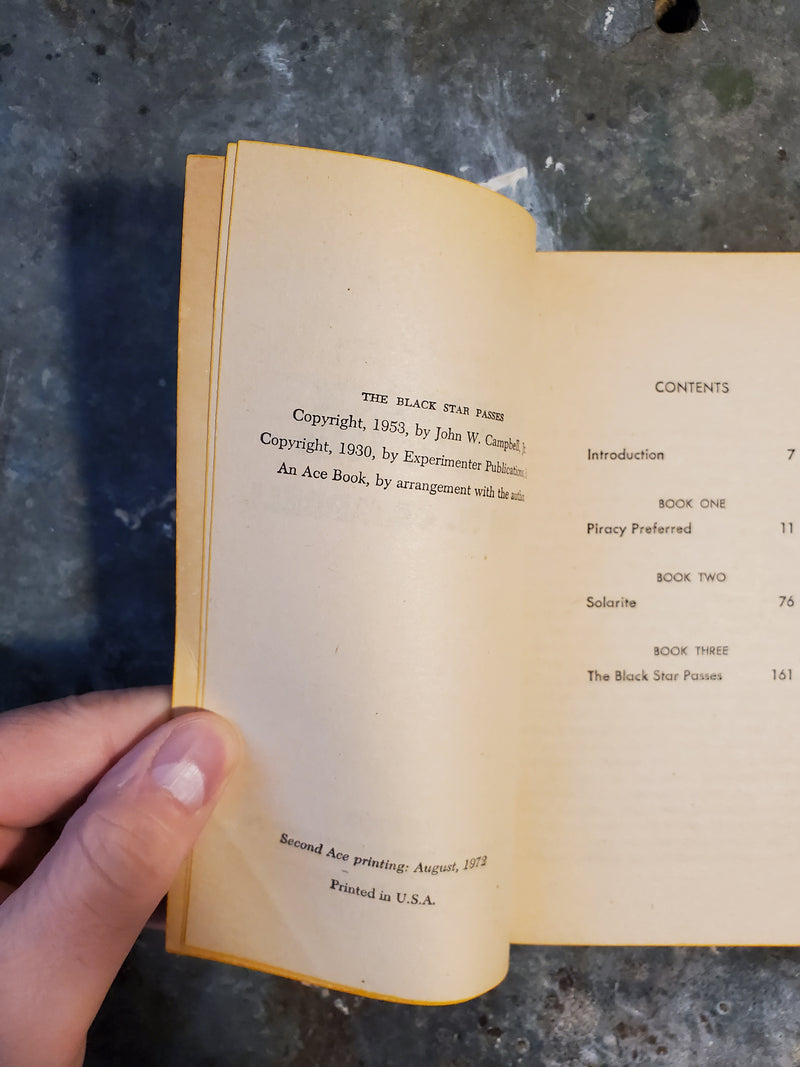 THE BLACK STAR PASSES
Copyright, 1953, by John W. Campbell, Jr
Copyright, 1930, by Experimenter Publications,
An Ace Book, by arrangement with the
Second Ace printing: August, 1972
Printed in U.S.A.
CONTENTS
Introduction 7
BOOK ONE
Piracy Preferred 11
BOOK TWO
Solarite 76
BOOK THREE
The Black Star Passes 161